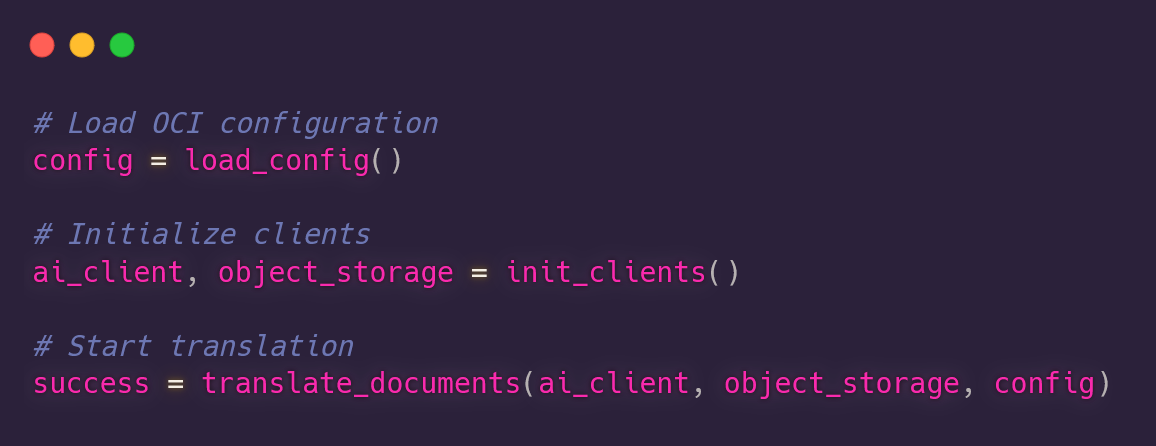 # Load OCI configuration
config = load_config()
# Initialize clients
ai_client, object_storage = init_clients()
# Start translation
success = translate_documents(ai_client, object_storage, config)